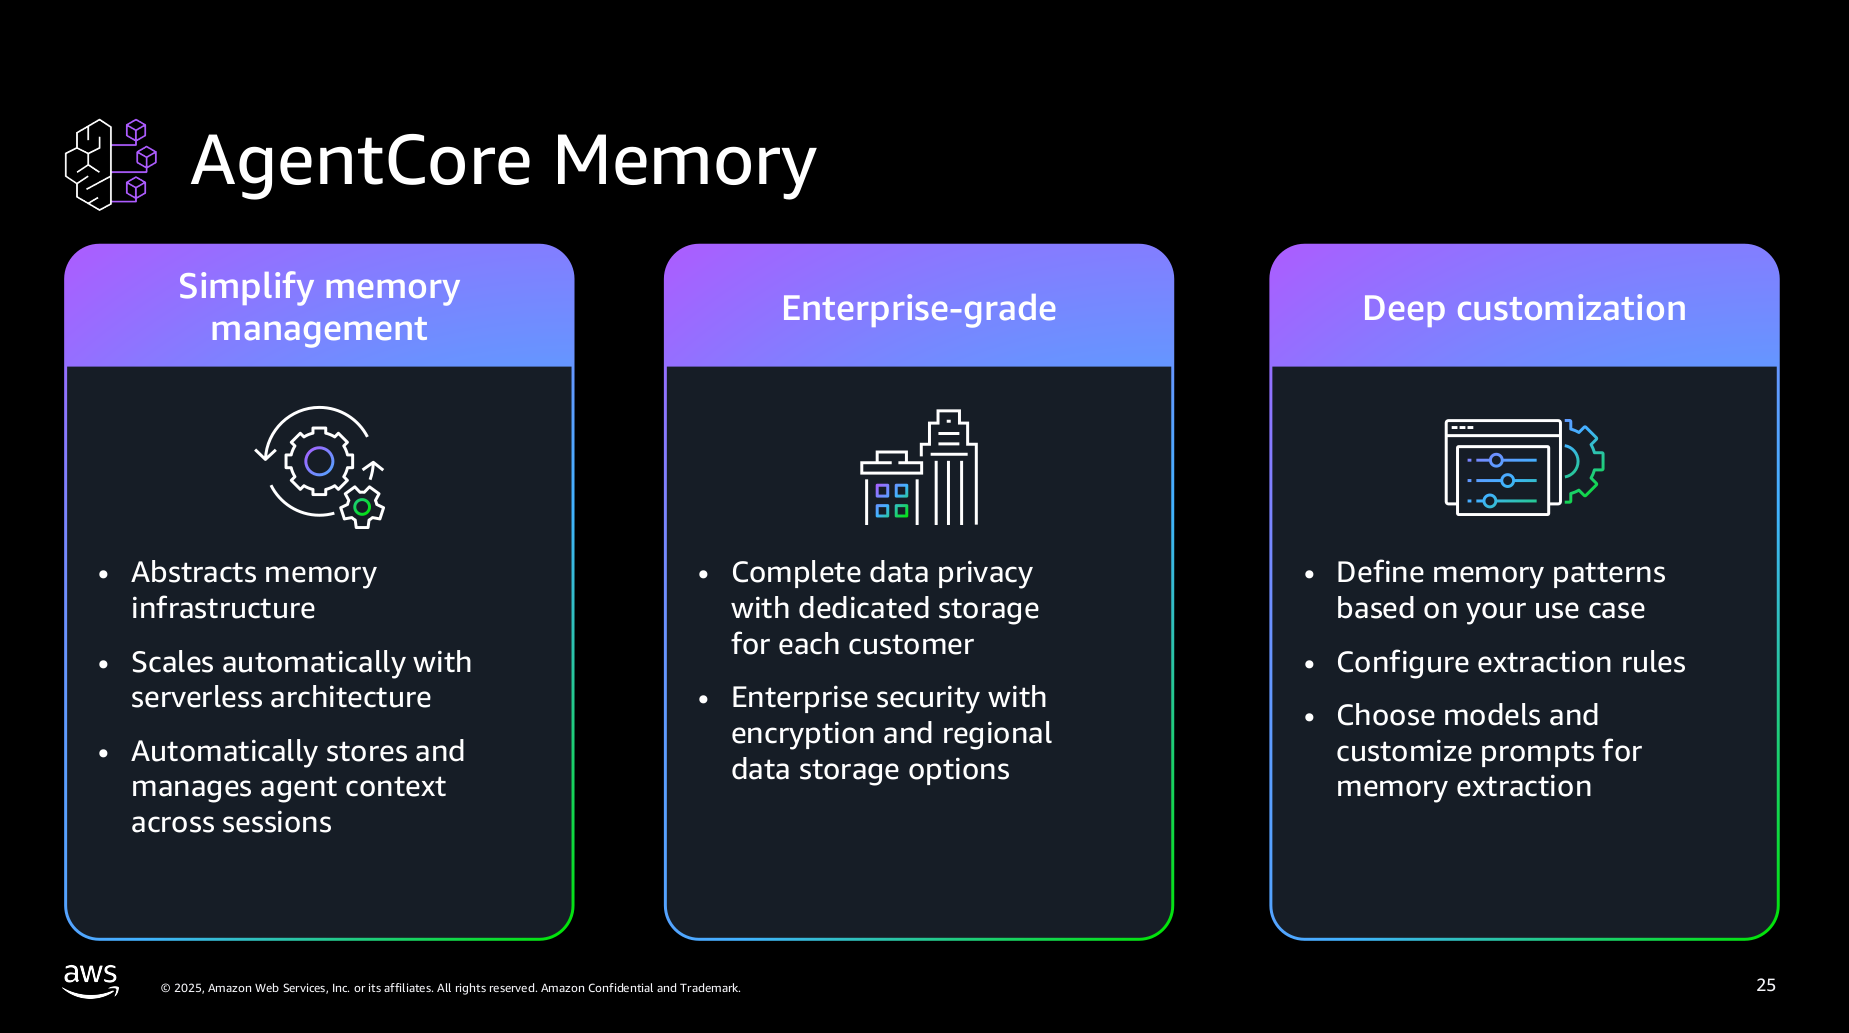 AgentCore Memory
Simplify memory
management
• Abstracts memory
infrastructure
• Scales automatically with
serverless architecture
• Automatically stores and
manages agent context
across sessions
Enterprise-grade
• Complete data privacy
with dedicated storage
for each customer
• Enterprise security with
encryption and regional
data storage options
Deep customization
• Define memory patterns
based on your use case
• Configure extraction rules
• Choose models and
customize prompts for
memory extraction
aws
© 2025, Amazon Web Services, Inc. or its affiliates. All rights reserved. Amazon Confidential and Trademark.
25